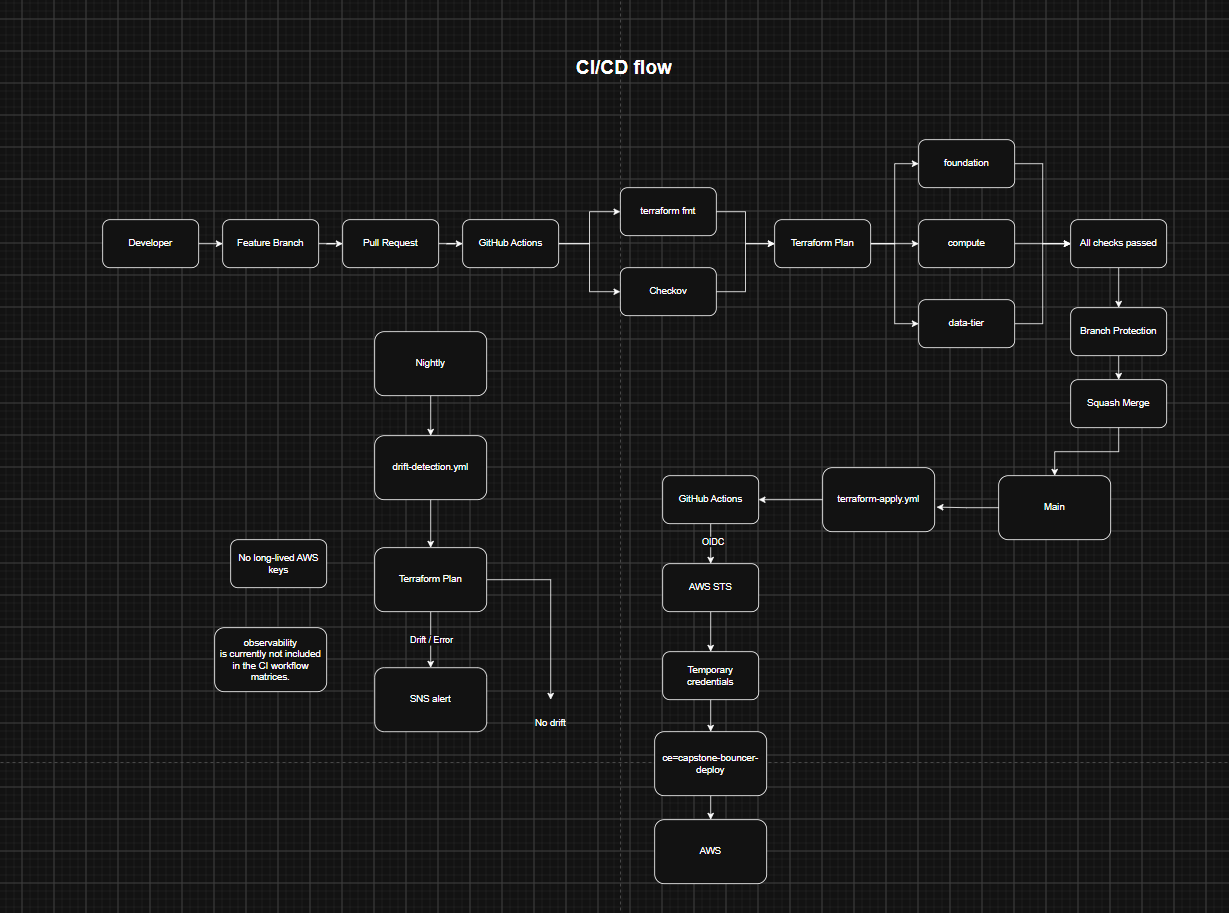 CI/CD flow
Developer
Feature Branch
Pull Request
GitHub Actions
terraform fmt
Checkov
Terraform Plan
foundation
compute
data-tier
All checks passed
Branch Protection
Squash Merge
Main
terraform-apply.yml
GitHub Actions
OIDC
AWS STS
Temporary
credentials
ce=capstone-bouncer-
deploy
AWS
Nightly
drift-detection.yml
Terraform Plan
Drift / Error
SNS alert
No drift
No long-lived AWS
keys
observability
is currently not included
in the CI workflow
matrices.